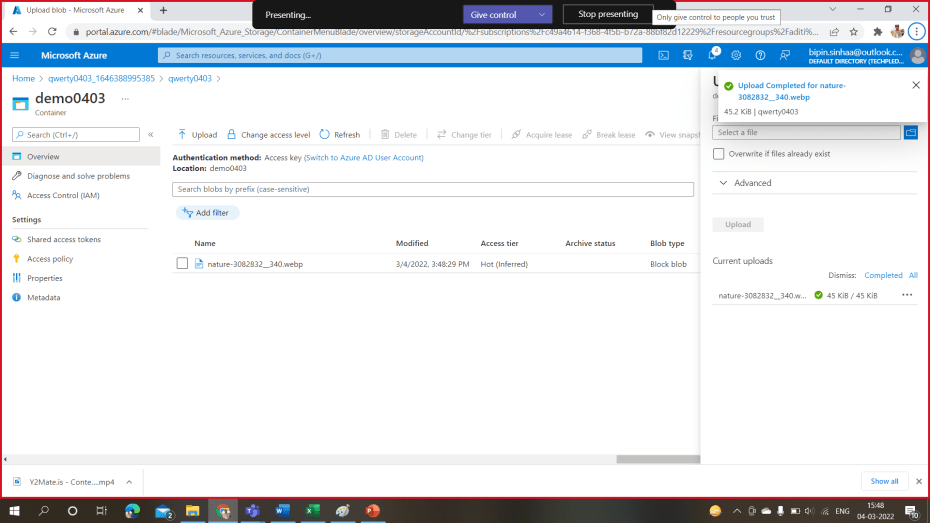 Upload blob - Microsoft Azure
Presenting...
Give control
Stop presenting
Only give control to people you trust
portal.azure.com/#blade/Microsoft_Azure_Storage/ContainerMenuBlade/overview/storageAccountId/%2Fsubscriptions%2Fc49a4614-f368-4f5b-b72a-88bf82d12229%2Fresourcegroups%2Faditi...
Microsoft Azure
Search resources, services, and docs (G+/)
4
bipin.sinhaa@outlook.c...
DEFAULT DIRECTORY (TECHPLED...
Home > qwerty0403_1646388995385 > qwerty0403 >
demo0403 ...
Container
Search (Ctrl+/)
«
Overview
Diagnose and solve problems
Access Control (IAM)
Settings
Shared access tokens
Access policy
Properties
Metadata
Upload
Change access level
Refresh
Delete
Change tier
Acquire lease
Break lease
View snapsh
Authentication method: Access key (Switch to Azure AD User Account)
Location: demo0403
Search blobs by prefix (case-sensitive)
Add filter
Name Modified Access tier Archive status Blob type
nature-3082832__340.webp 3/4/2022, 3:48:29 PM Hot (Inferred) Block blob
Upload Completed for nature-
3082832__340.webp
45.2 KiB | qwerty0403
Select a file
Overwrite if files already exist
Advanced
Upload
Current uploads
Dismiss: Completed All
nature-3082832__340.w... 45 KiB / 45 KiB ...
Y2Mate.is - Conte....mp4
Show all
2
ENG
15:48
04-03-2022
10